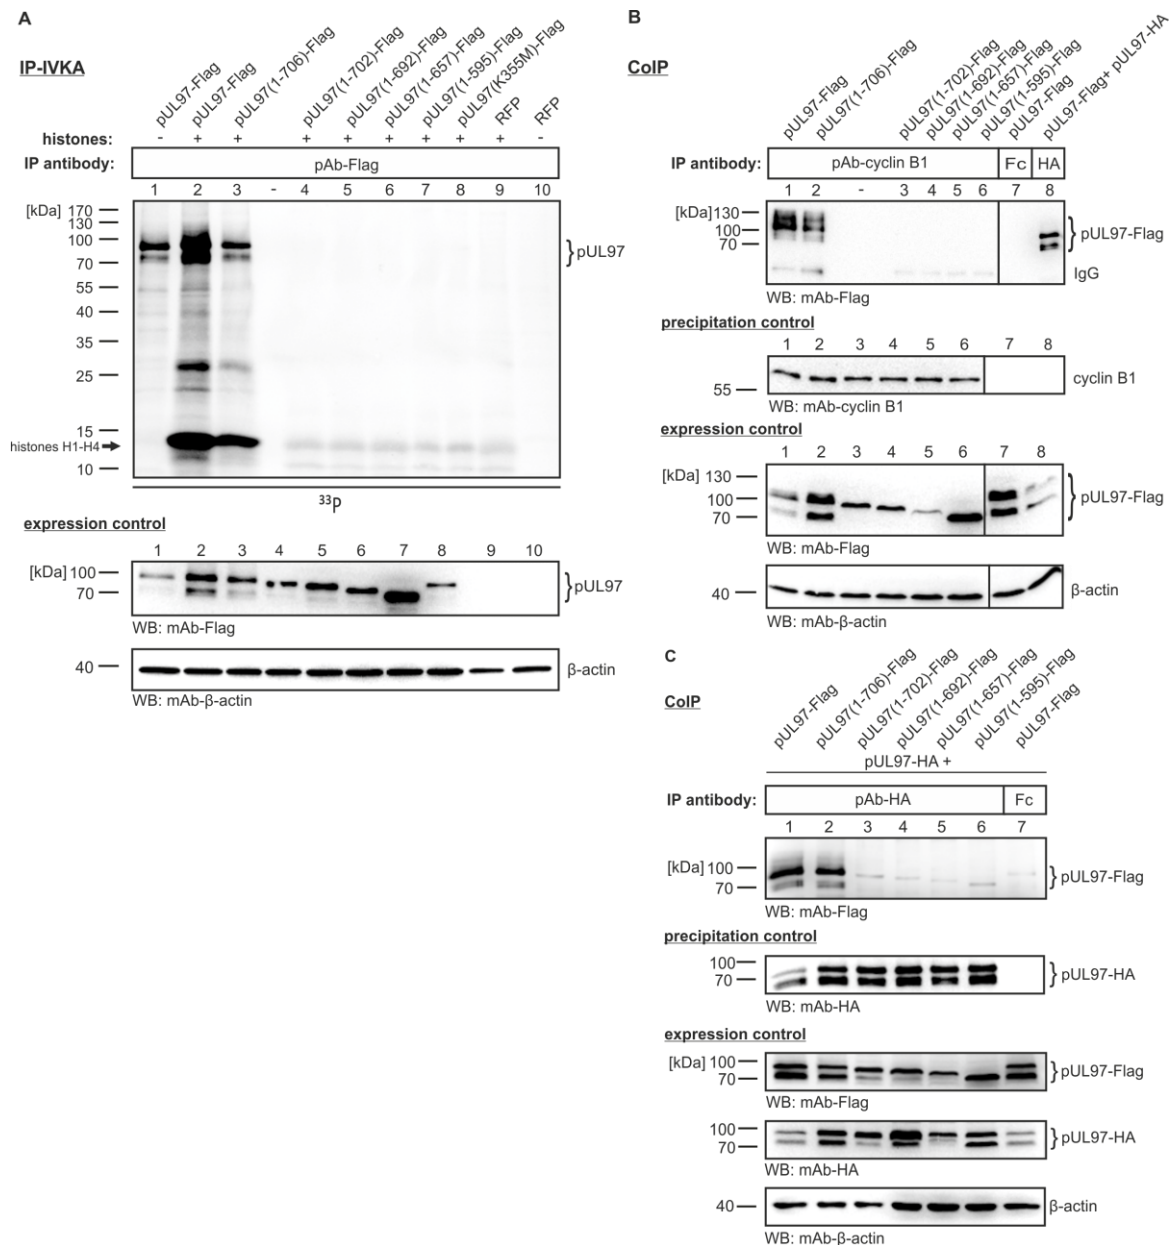 A
IP-IVKA
pUL97-Flag
pUL97-Flag
pUL97(1-706)-Flag
pUL97(1-702)-Flag
pUL97(1-692)-Flag
pUL97(1-657)-Flag
pUL97(1-595)-Flag
pUL97(K355M)-Flag
RFP
RFP
histones: - + + + + + + + + -
IP antibody: pAb-Flag
1 2 3 - 4 5 6 7 8 9 10
[kDa] 170
130
100
70
55
40
35
25
15
10
pUL97
histones H1-H4
33P
expression control
1 2 3 4 5 6 7 8 9 10
[kDa] 100
70
pUL97
WB: mAb-Flag
40
β-actin
WB: mAb-β-actin
B
CoIP
pUL97-Flag
pUL97(1-706)-Flag
pUL97(1-702)-Flag
pUL97(1-692)-Flag
pUL97(1-657)-Flag
pUL97(1-595)-Flag
pUL97-Flag
pUL97-Flag+ pUL97-HA
IP antibody: pAb-cyclin B1 Fc HA
1 2 - 3 4 5 6 7 8
[kDa] 130
100
70
pUL97-Flag
IgG
WB: mAb-Flag
precipitation control
1 2 3 4 5 6 7 8
55
cyclin B1
WB: mAb-cyclin B1
expression control
1 2 3 4 5 6 7 8
[kDa] 130
100
70
pUL97-Flag
WB: mAb-Flag
40
β-actin
WB: mAb-β-actin
C
CoIP
pUL97-Flag
pUL97(1-706)-Flag
pUL97(1-702)-Flag
pUL97(1-692)-Flag
pUL97(1-657)-Flag
pUL97(1-595)-Flag
pUL97-Flag
pUL97-HA +
IP antibody: pAb-HA Fc
1 2 3 4 5 6 7
[kDa] 100
70
pUL97-Flag
WB: mAb-Flag
precipitation control
100
70
pUL97-HA
WB: mAb-HA
expression control
[kDa] 100
70
pUL97-Flag
WB: mAb-Flag
100
70
pUL97-HA
WB: mAb-HA
40
β-actin
WB: mAb-β-actin